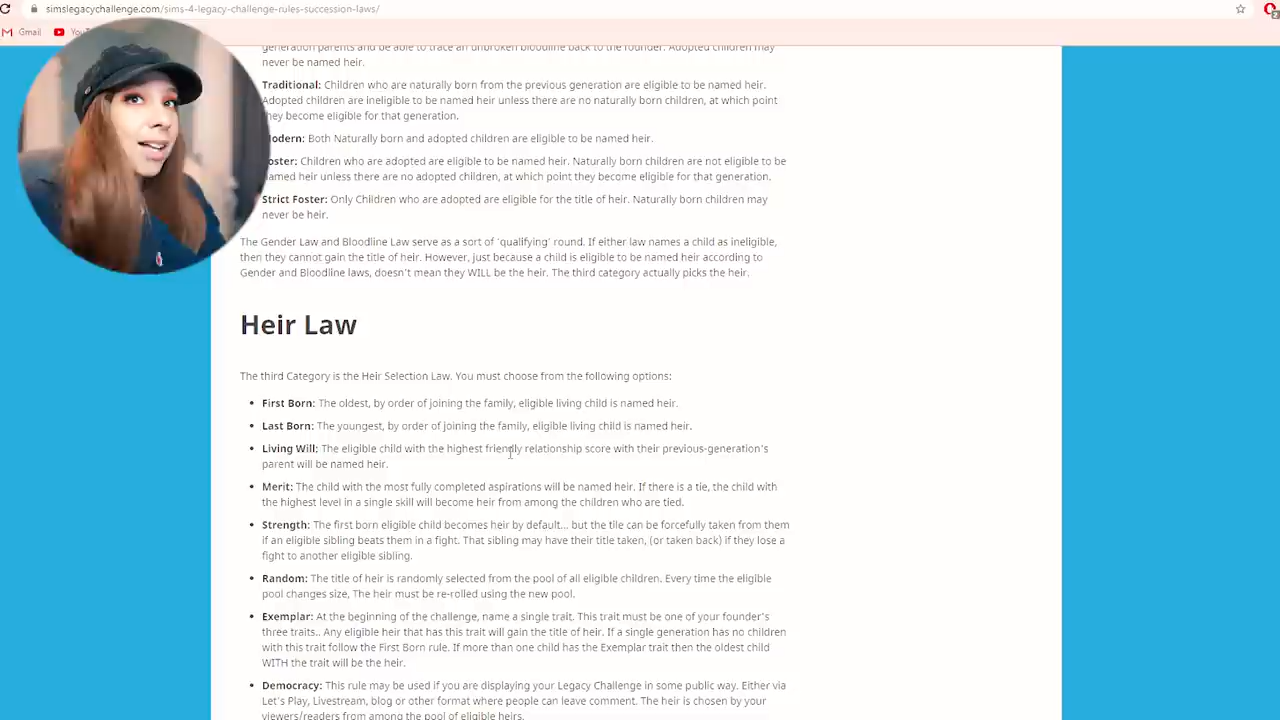 simslegacychallenge.com/sims-4-legacy-challenge-rules-succession-laws/
Gmail
generation parents and be able to trace an unbroken bloodline back to the founder. Adopted children may
never be named heir.
Traditional: Children who are naturally born from the previous generation are eligible to be named heir.
Adopted children are ineligible to be named heir unless there are no naturally born children, at which point
they become eligible for that generation.
Modern: Both Naturally born and adopted children are eligible to be named heir.
Foster: Children who are adopted are eligible to be named heir. Naturally born children are not eligible to be
named heir unless there are no adopted children, at which point they become eligible for that generation.
Strict Foster: Only Children who are adopted are eligible for the title of heir. Naturally born children may
never be heir.
The Gender Law and Bloodline Law serve as a sort of 'qualifying' round. If either law names a child as ineligible,
then they cannot gain the title of heir. However, just because a child is eligible to be named heir according to
Gender and Bloodline laws, doesn't mean they WILL be the heir. The third category actually picks the heir.
Heir Law
The third Category is the Heir Selection Law. You must choose from the following options:
• First Born: The oldest, by order of joining the family, eligible living child is named heir.
• Last Born: The youngest, by order of joining the family, eligible living child is named heir.
• Living Will: The eligible child with the highest friendly relationship score with their previous-generation's
parent will be named heir.
• Merit: The child with the most fully completed aspirations will be named heir. If there is a tie, the child with
the highest level in a single skill will become heir from among the children who are tied.
• Strength: The first born eligible child becomes heir by default... but the tile can be forcefully taken from them
if an eligible sibling beats them in a fight. That sibling may have their title taken, (or taken back) if they lose a
fight to another eligible sibling.
• Random: The title of heir is randomly selected from the pool of all eligible children. Every time the eligible
pool changes size, The heir must be re-rolled using the new pool.
• Exemplar: At the beginning of the challenge, name a single trait. This trait must be one of your founder's
three traits.. Any eligible heir that has this trait will gain the title of heir. If a single generation has no children
with this trait follow the First Born rule. If more than one child has the Exemplar trait then the oldest child
WITH the trait will be the heir.
• Democracy: This rule may be used if you are displaying your Legacy Challenge in some public way. Either via
Let's Play, Livestream, blog or other format where people can leave comment. The heir is chosen by your
viewers/readers from among the pool of eligible heirs.